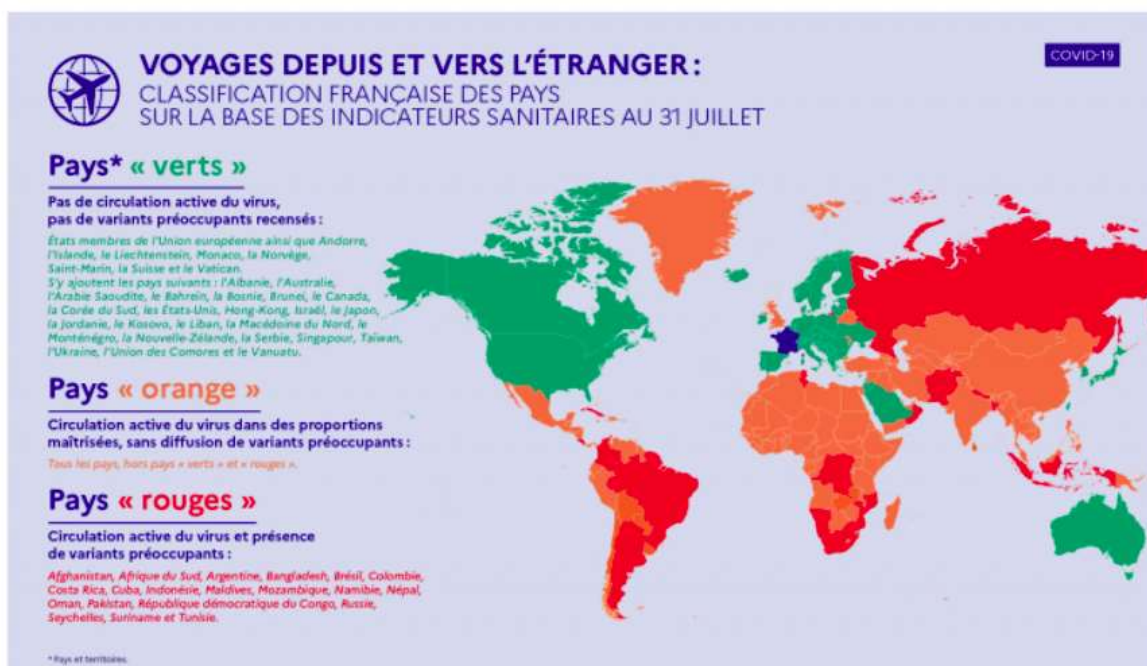 COVID-19
VOYAGES DEPUIS ET VERS L'ÉTRANGER :
CLASSIFICATION FRANÇAISE DES PAYS
SUR LA BASE DES INDICATEURS SANITAIRES AU 31 JUILLET
Pays* « verts »
Pas de circulation active du virus,
pas de variants préoccupants recensés :
États membres de l'Union européenne ainsi que Andorre,
l'Islande, le Liechtenstein, Monaco, la Norvège,
Saint-Marin, la Suisse et le Vatican.
S'y ajoutent les pays suivants : l'Albanie, l'Australie,
l'Arabie Saoudite, le Bahreïn, la Bosnie, Brunei, le Canada,
la Corée du Sud, les États-Unis, Hong-Kong, Israël, le Japon,
la Jordanie, le Kosovo, le Liban, la Macédoine du Nord, le
Monténégro, la Nouvelle-Zélande, la Serbie, Singapour, Taïwan,
l'Ukraine, l'Union des Comores et le Vanuatu.
Pays « orange »
Circulation active du virus dans des proportions
maîtrisées, sans diffusion de variants préoccupants :
Tous les pays, hors pays « verts » et « rouges ».
Pays « rouges »
Circulation active du virus et présence
de variants préoccupants :
Afghanistan, Afrique du Sud, Argentine, Bangladesh, Brésil, Colombie,
Costa Rica, Cuba, Indonésie, Maldives, Mozambique, Namibie, Népal,
Oman, Pakistan, République démocratique du Congo, Russie,
Seychelles, Suriname et Tunisie.
* Pays et territoires.